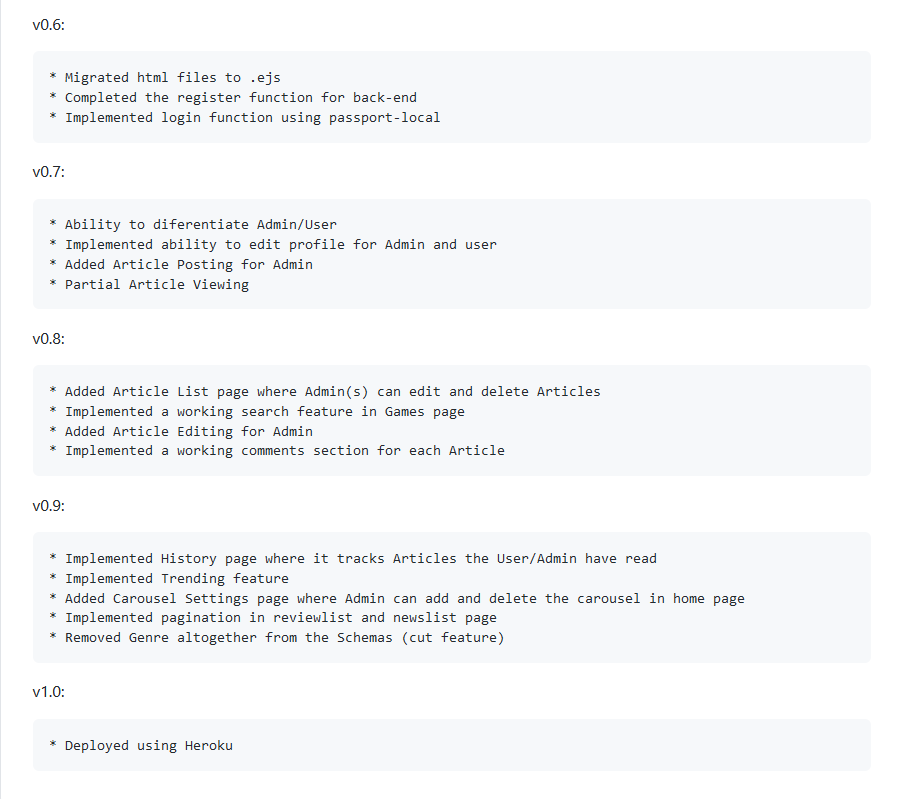 v0.6:
* Migrated html files to .ejs
* Completed the register function for back-end
* Implemented login function using passport-local
v0.7:
* Ability to diferentiate Admin/User
* Implemented ability to edit profile for Admin and user
* Added Article Posting for Admin
* Partial Article Viewing
v0.8:
* Added Article List page where Admin(s) can edit and delete Articles
* Implemented a working search feature in Games page
* Added Article Editing for Admin
* Implemented a working comments section for each Article
v0.9:
* Implemented History page where it tracks Articles the User/Admin have read
* Implemented Trending feature
* Added Carousel Settings page where Admin can add and delete the carousel in home page
* Implemented pagination in reviewlist and newslist page
* Removed Genre altogether from the Schemas (cut feature)
v1.0:
* Deployed using Heroku